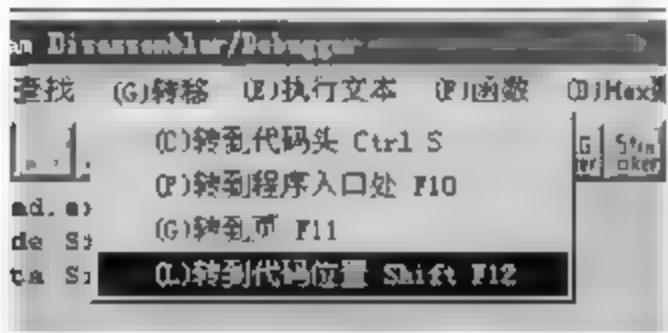 am Disassembler/Debugger
查找 (G)转移 (E)执行文本 (F)函数 (D)Hex
(C)转到代码头 Ctrl S
(P)转到程序入口处 F10
(G)转到页 F11
(L)转到代码位置 Shift F12